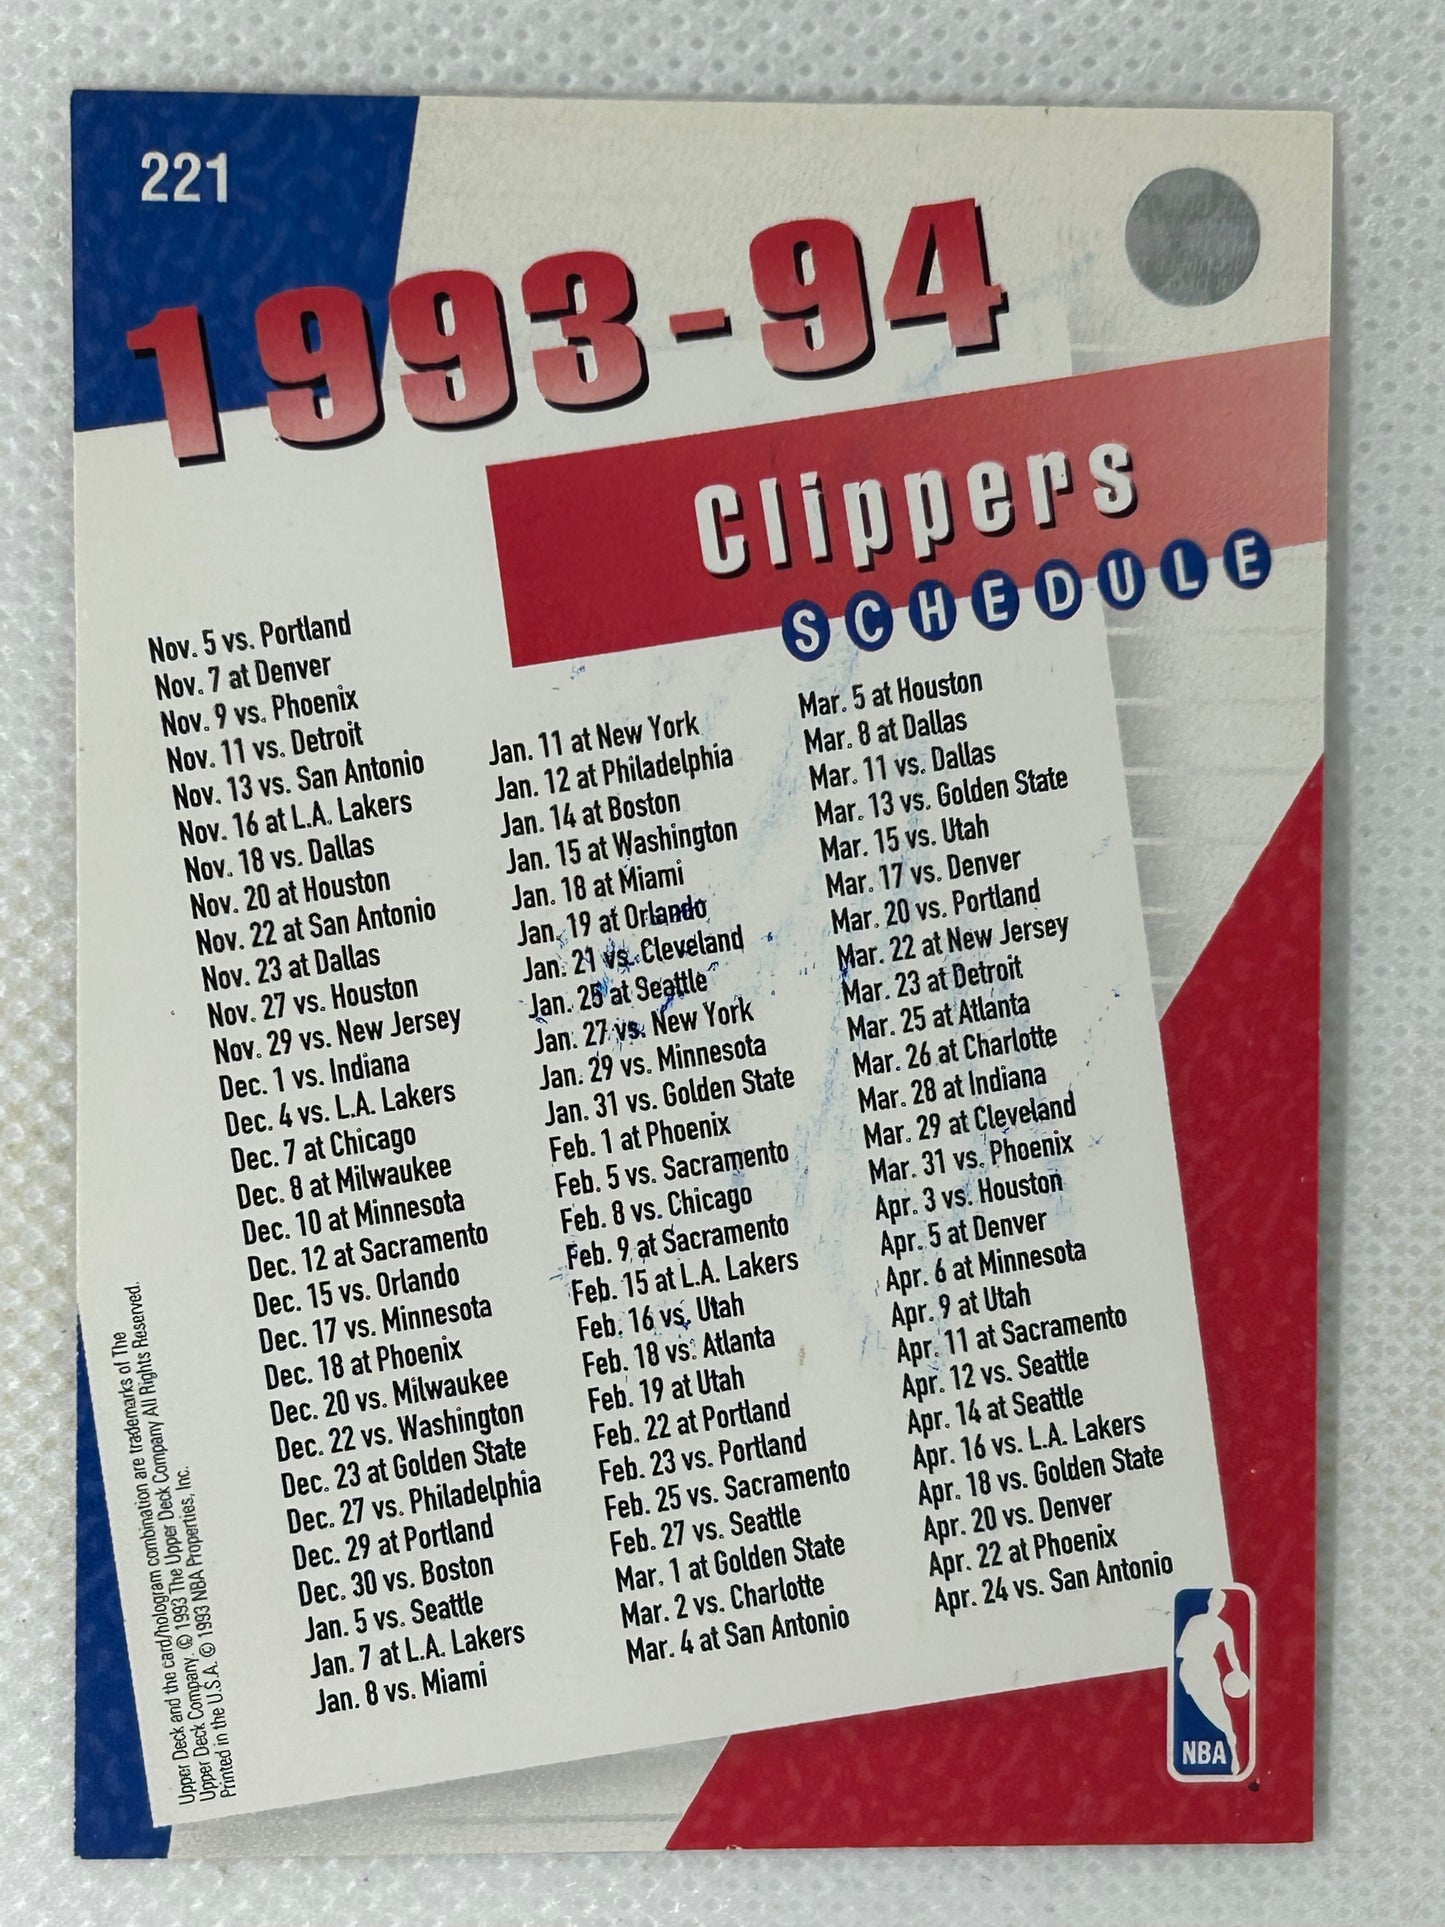 221
1993-94
Clippers
SCHEDULE
Nov. 5 vs. Portland
Nov. 7 at Denver
Nov. 9 vs. Phoenix
Nov. 11 vs. Detroit
Nov. 13 vs. San Antonio
Nov. 16 at L.A. Lakers
Nov. 18 vs. Dallas
Nov. 20 at Houston
Nov. 22 at San Antonio
Nov. 23 at Dallas
Nov. 27 vs. Houston
Nov. 29 vs. New Jersey
Dec. 1 vs. Indiana
Dec. 4 vs. L.A. Lakers
Dec. 7 at Chicago
Dec. 8 at Milwaukee
Dec. 10 at Minnesota
Dec. 12 at Sacramento
Dec. 15 vs. Orlando
Dec. 17 vs. Minnesota
Dec. 18 at Phoenix
Dec. 20 vs. Milwaukee
Dec. 22 vs. Washington
Dec. 23 at Golden State
Dec. 27 vs. Philadelphia
Dec. 29 at Portland
Dec. 30 vs. Boston
Jan. 5 vs. Seattle
Jan. 7 at L.A. Lakers
Jan. 8 vs. Miami
Jan. 11 at New York
Jan. 12 at Philadelphia
Jan. 14 at Boston
Jan. 15 at Washington
Jan. 18 at Miami
Jan. 19 at Orlando
Jan. 21 vs. Cleveland
Jan. 25 at Seattle
Jan. 27 vs. New York
Jan. 29 vs. Minnesota
Jan. 31 vs. Golden State
Feb. 1 at Phoenix
Feb. 5 vs. Sacramento
Feb. 8 vs. Chicago
Feb. 9 at Sacramento
Feb. 15 at L.A. Lakers
Feb. 16 vs. Utah
Feb. 18 vs. Atlanta
Feb. 19 at Utah
Feb. 22 at Portland
Feb. 23 vs. Portland
Feb. 25 vs. Sacramento
Feb. 27 vs. Seattle
Mar. 1 at Golden State
Mar. 2 vs. Charlotte
Mar. 4 at San Antonio
Mar. 5 at Houston
Mar. 8 at Dallas
Mar. 11 vs. Dallas
Mar. 13 vs. Golden State
Mar. 15 vs. Utah
Mar. 17 vs. Denver
Mar. 20 vs. Portland
Mar. 22 at New Jersey
Mar. 23 at Detroit
Mar. 25 at Atlanta
Mar. 26 at Charlotte
Mar. 28 at Indiana
Mar. 29 at Cleveland
Mar. 31 vs. Phoenix
Apr. 3 vs. Houston
Apr. 5 at Denver
Apr. 6 at Minnesota
Apr. 9 at Utah
Apr. 11 at Sacramento
Apr. 12 vs. Seattle
Apr. 14 at Seattle
Apr. 16 vs. L.A. Lakers
Apr. 18 vs. Golden State
Apr. 20 vs. Denver
Apr. 22 at Phoenix
Apr. 24 vs. San Antonio
Upper Deck and the card/hologram combination are trademarks of The
Upper Deck Company. © 1993 The Upper Deck Company All Rights Reserved.
Printed in the U.S.A. © 1993 NBA Properties, Inc.
NBA